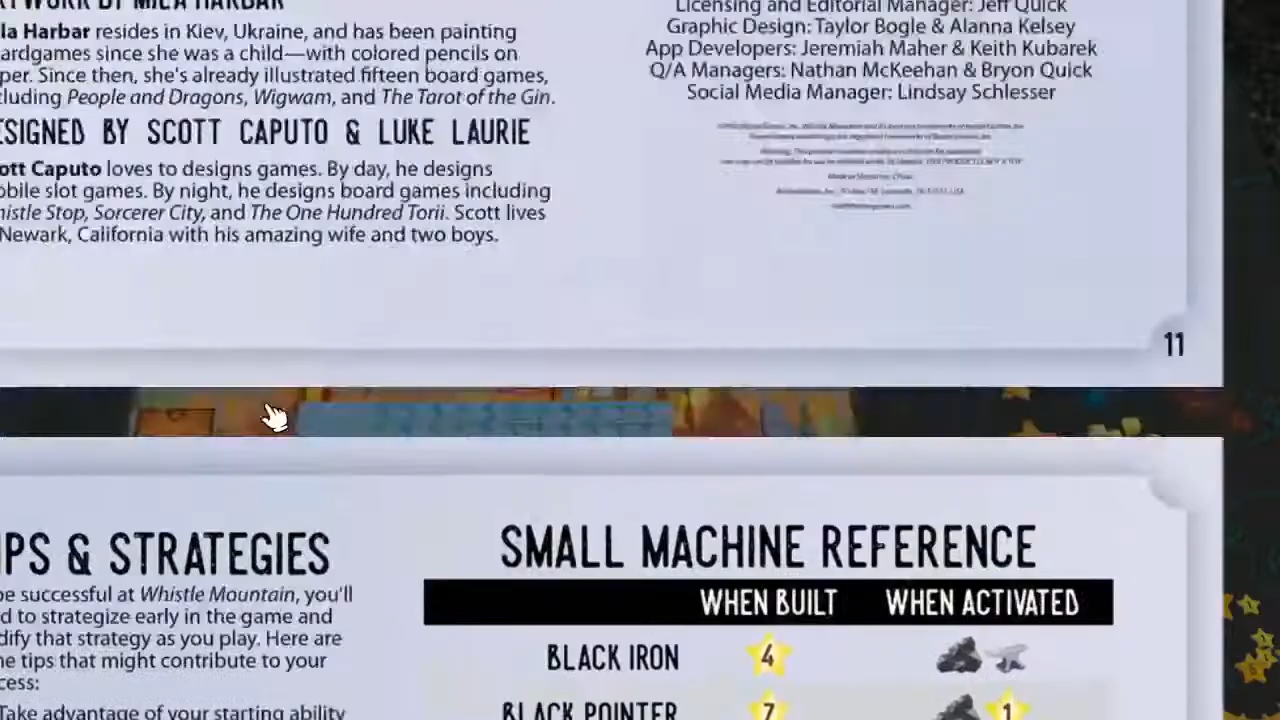 TWORK BY MILA HARBAR
la Harbar resides in Kiev, Ukraine, and has been painting
ardgames since she was a child—with colored pencils on
per. Since then, she's already illustrated fifteen board games,
cluding People and Dragons, Wigwam, and The Tarot of the Gin.
ESIGNED BY SCOTT CAPUTO & LUKE LAURIE
ott Caputo loves to designs games. By day, he designs
obile slot games. By night, he designs board games including
histle Stop, Sorcerer City, and The One Hundred Torii. Scott lives
Newark, California with his amazing wife and two boys.
Licensing and Editorial Manager: Jeff Quick
Graphic Design: Taylor Bogle & Alanna Kelsey
App Developers: Jeremiah Maher & Keith Kubarek
Q/A Managers: Nathan McKeehan & Bryon Quick
Social Media Manager: Lindsay Schlesser
11
IPS & STRATEGIES
be successful at Whistle Mountain, you'll
d to strategize early in the game and
dify that strategy as you play. Here are
me tips that might contribute to your
cess:
Take advantage of your starting ability
SMALL MACHINE REFERENCE
WHEN BUILT WHEN ACTIVATED
BLACK IRON 4
BLACK POINTER 7 1